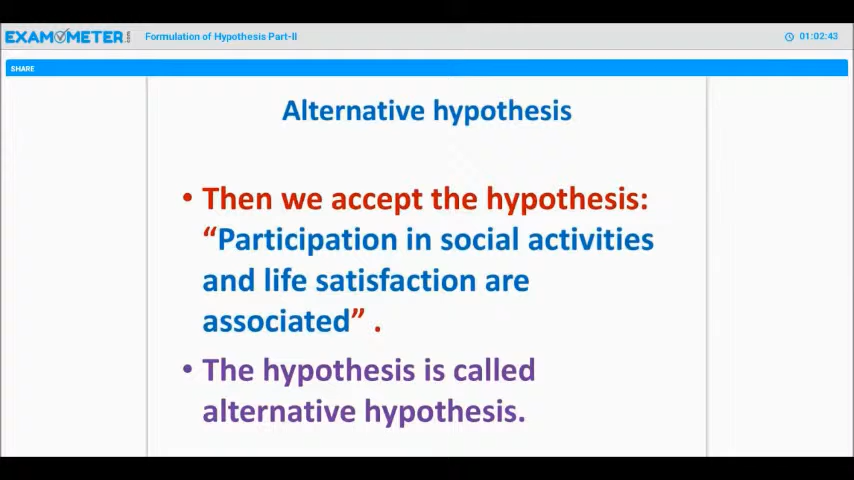 EXAMOMETER.com
Formulation of Hypothesis Part-II
01:02:43
SHARE
Alternative hypothesis
• Then we accept the hypothesis:
“Participation in social activities
and life satisfaction are
associated” .
• The hypothesis is called
alternative hypothesis.